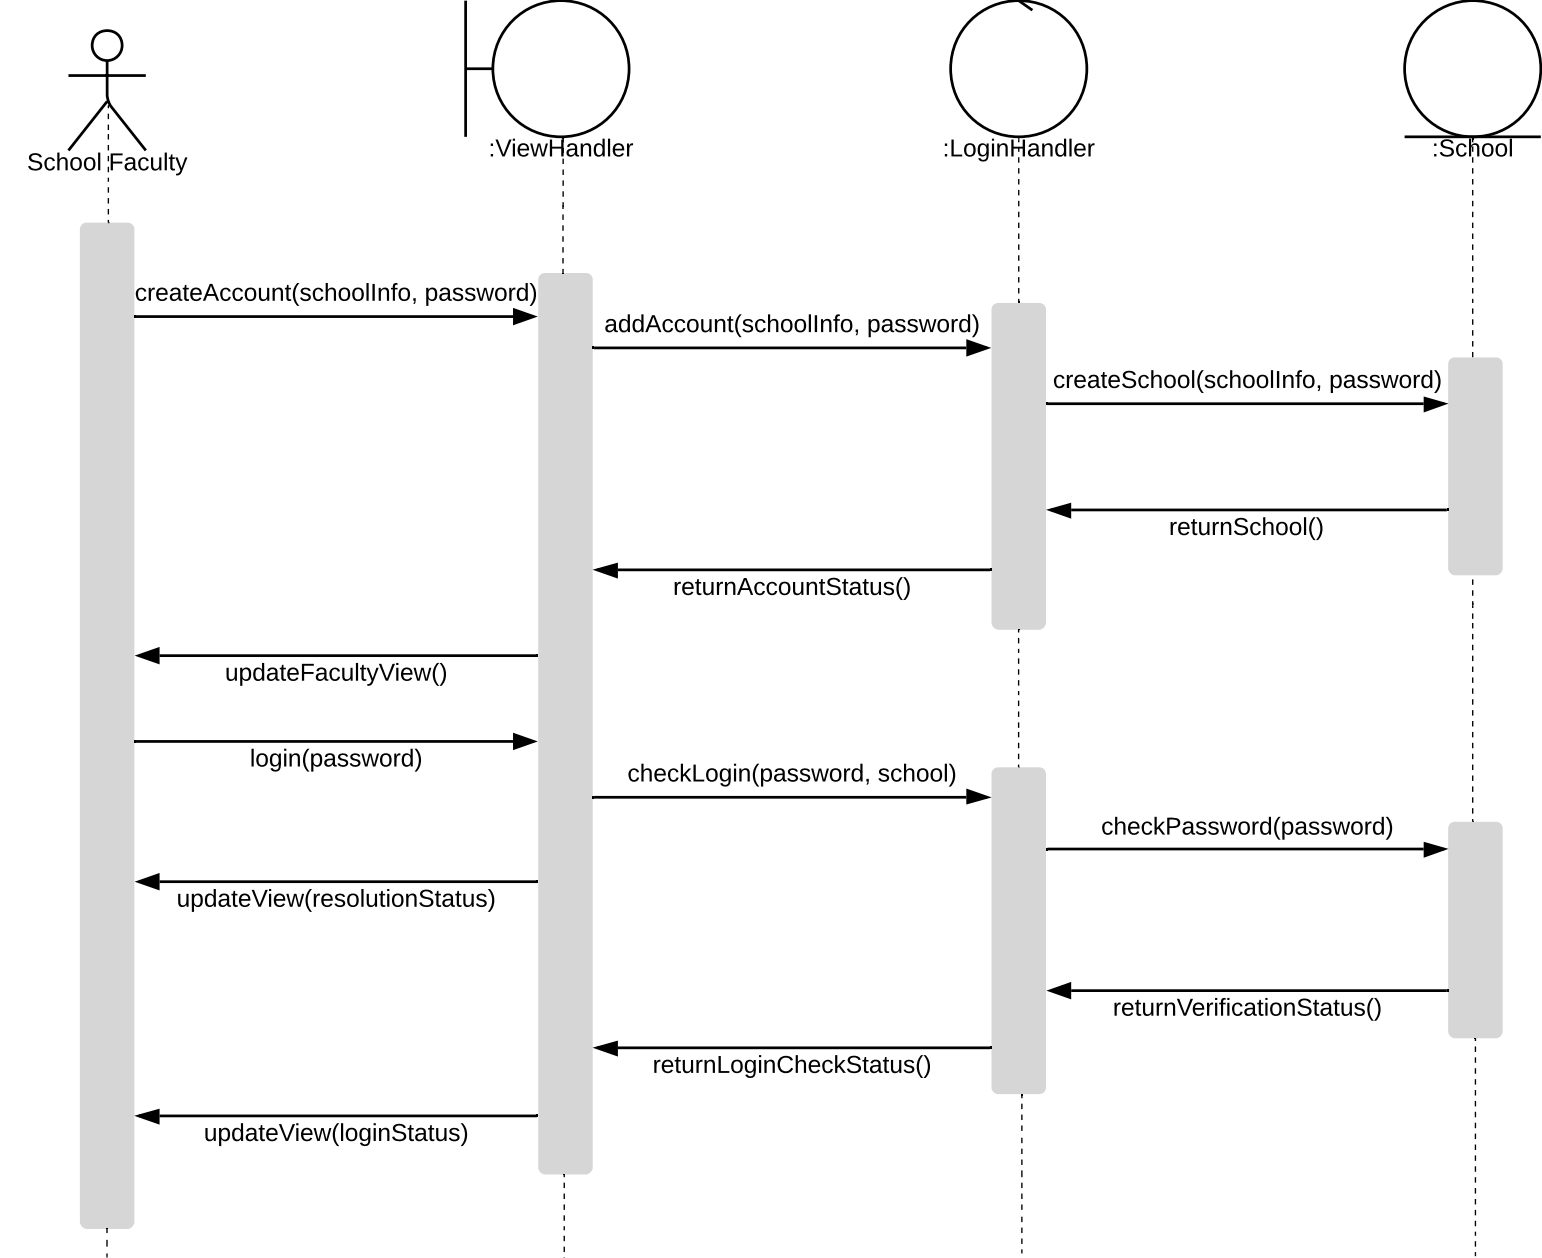 School Faculty
:ViewHandler
:LoginHandler
:School
createAccount(schoolInfo, password)
addAccount(schoolInfo, password)
createSchool(schoolInfo, password)
returnSchool()
returnAccountStatus()
updateFacultyView()
login(password)
checkLogin(password, school)
checkPassword(password)
updateView(resolutionStatus)
returnVerificationStatus()
returnLoginCheckStatus()
updateView(loginStatus)